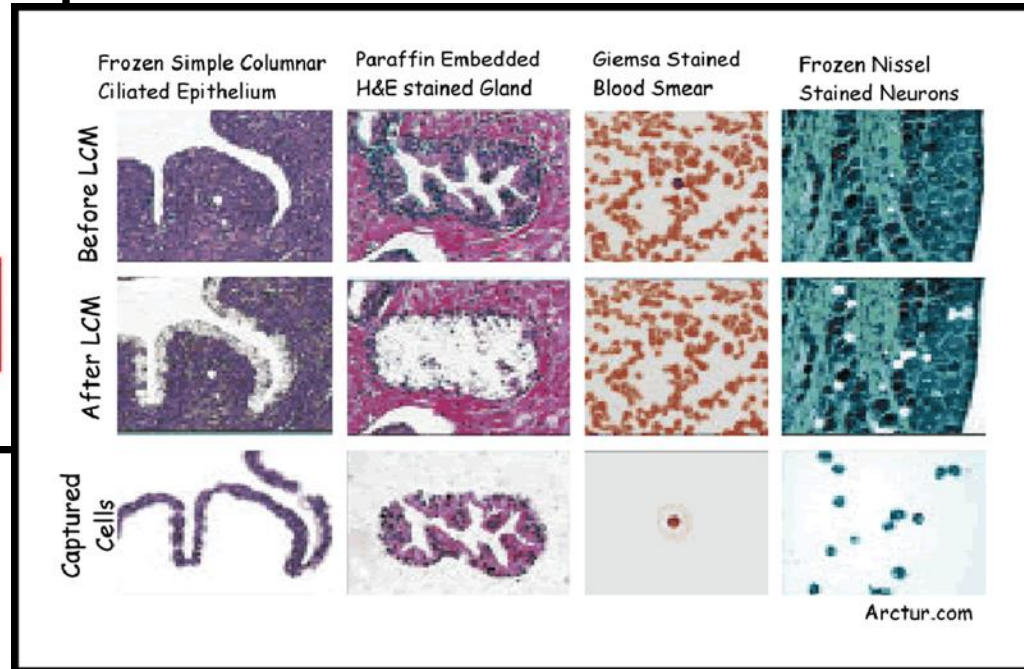 Frozen Simple Columnar
Ciliated Epithelium
Paraffin Embedded
H&E stained Gland
Giemsa Stained
Blood Smear
Frozen Nissel
Stained Neurons
Before LCM
After LCM
Captured
Cells
Arctur.com